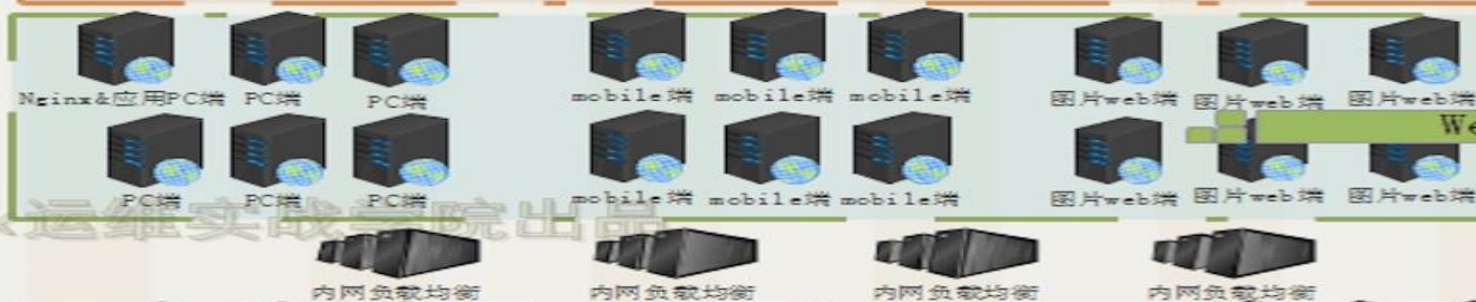 Nginx&应用PC端 PC端 PC端 mobile端 mobile端 mobile端 图片web端 图片web端 图片web端
We
PC端 PC端 PC端 mobile端 mobile端 mobile端 图片web端 图片web端 图片web端
运维实战学院出品
内网负载均衡 内网负载均衡 内网负载均衡 内网负载均衡